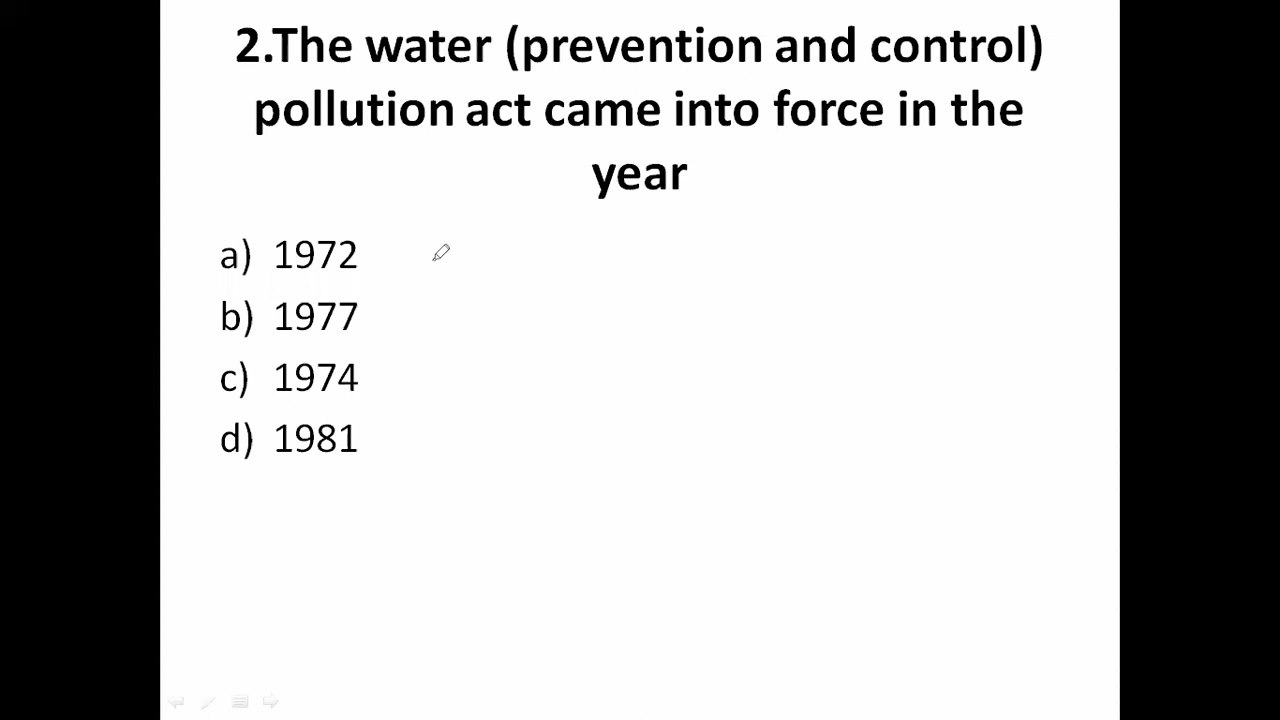 2.The water (prevention and control)
pollution act came into force in the
year
a) 1972
b) 1977
c) 1974
d) 1981